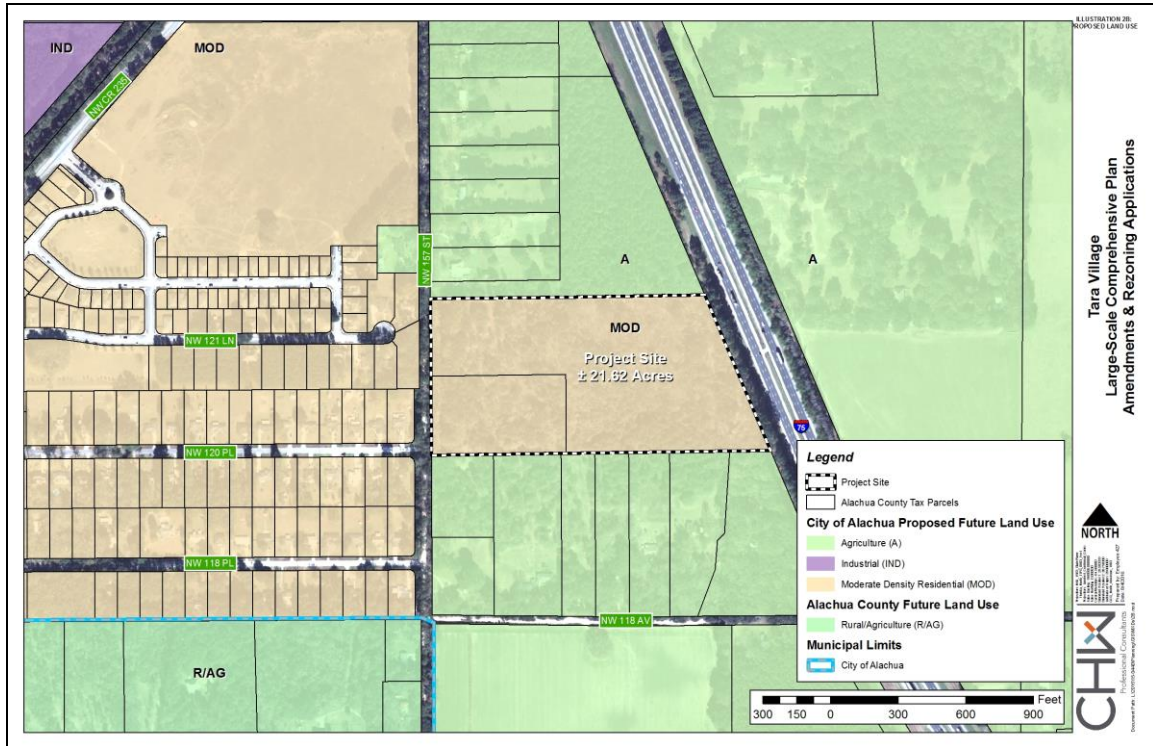 ILLUSTRATION 2B:
PROPOSED LAND USE
Tara Village
Large-Scale Comprehensive Plan
Amendments & Rezoning Applications
IND
MOD
NW CR 235
NW 157 ST
A
A
MOD
Project Site
± 21.62 Acres
NW 121 LN
NW 120 PL
75
NW 118 PL
NW 118 AV
R/AG
Legend
Project Site
Alachua County Tax Parcels
City of Alachua Proposed Future Land Use
Agriculture (A)
Industrial (IND)
Moderate Density Residential (MOD)
Alachua County Future Land Use
Rural/Agriculture (R/AG)
Municipal Limits
City of Alachua
Feet
300 150 0 300 600 900
NORTH
CHW
Professional Consultants